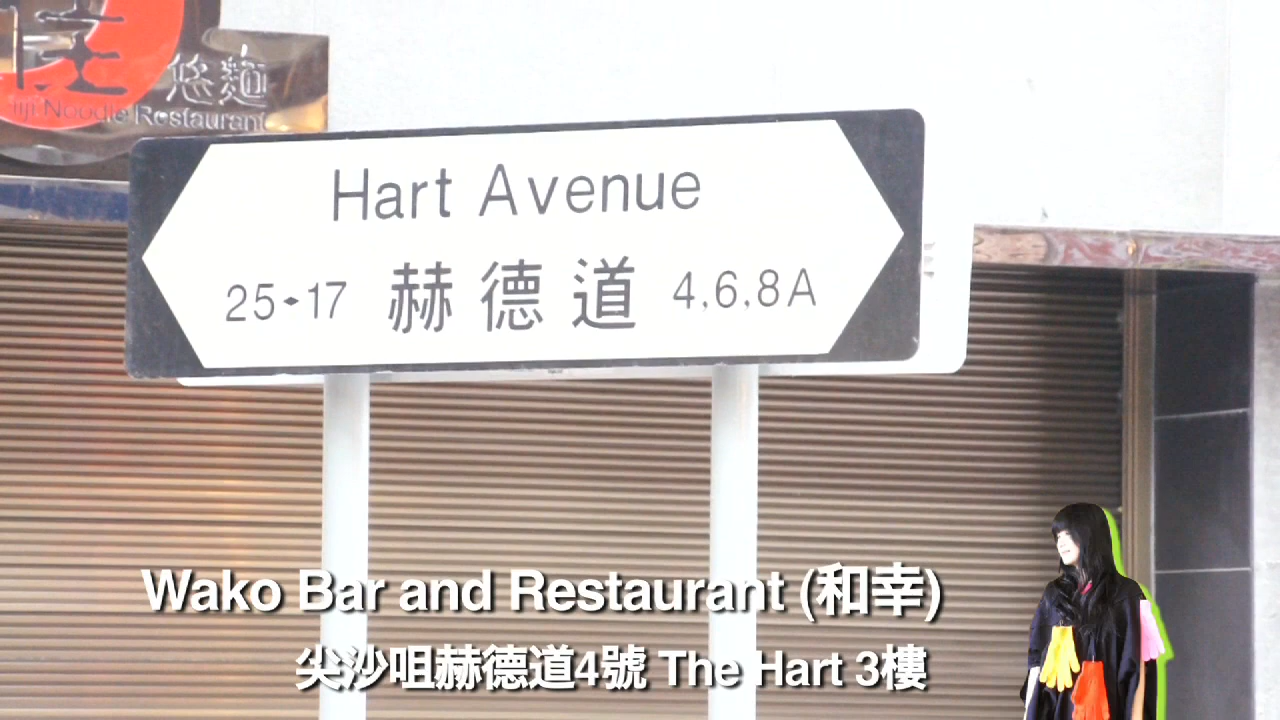 悠麵
Noodle Restaurant
Hart Avenue
25-17 赫德道 4,6,8A
Wako Bar and Restaurant (和幸)
尖沙咀赫德道4號 The Hart 3樓